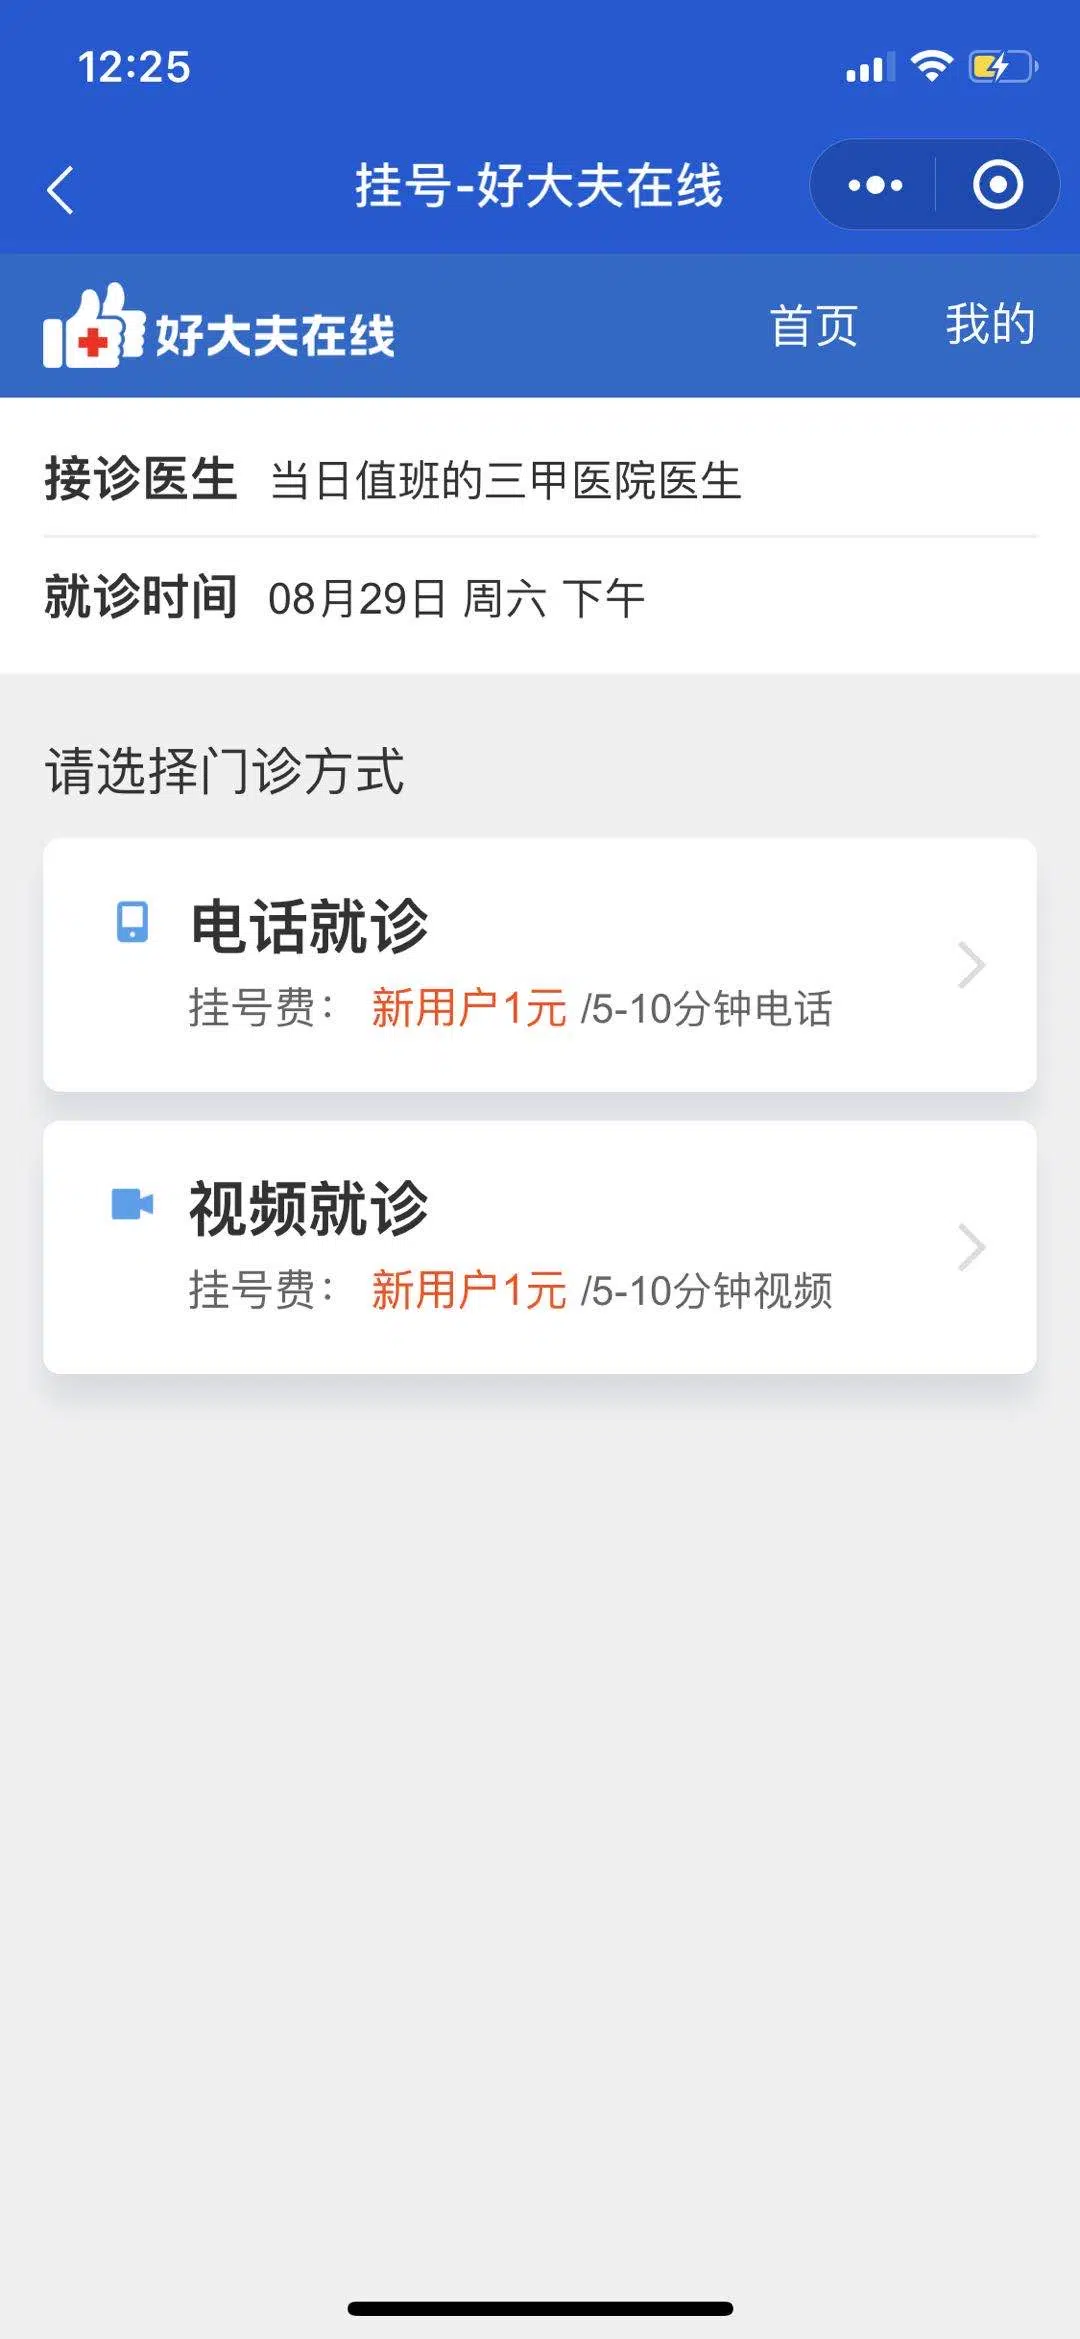 12:25
挂号-好大夫在线
好大夫在线 首页 我的
接诊医生 当日值班的三甲医院医生
就诊时间 08月29日 周六 下午
请选择门诊方式
电话就诊
挂号费： 新用户1元 /5-10分钟电话
视频就诊
挂号费： 新用户1元 /5-10分钟视频